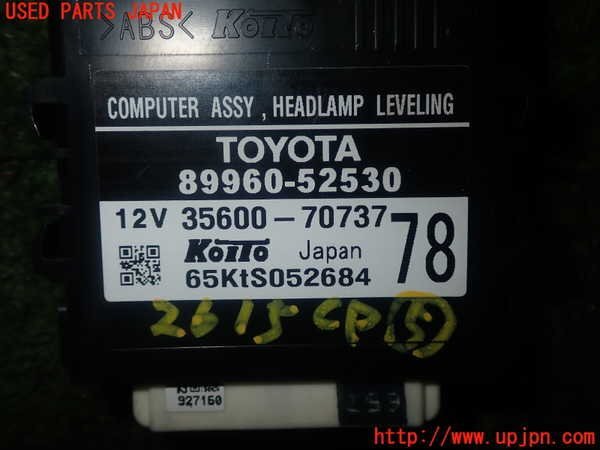 USED PARTS JAPAN
>ABS< KOITO
COMPUTER ASSY , HEADLAMP LEVELING
TOYOTA
89960-52530
12V 35600-70737
78
KOITO Japan
65KtS052684
2615 CP(5)
927160
www.upjpn.com